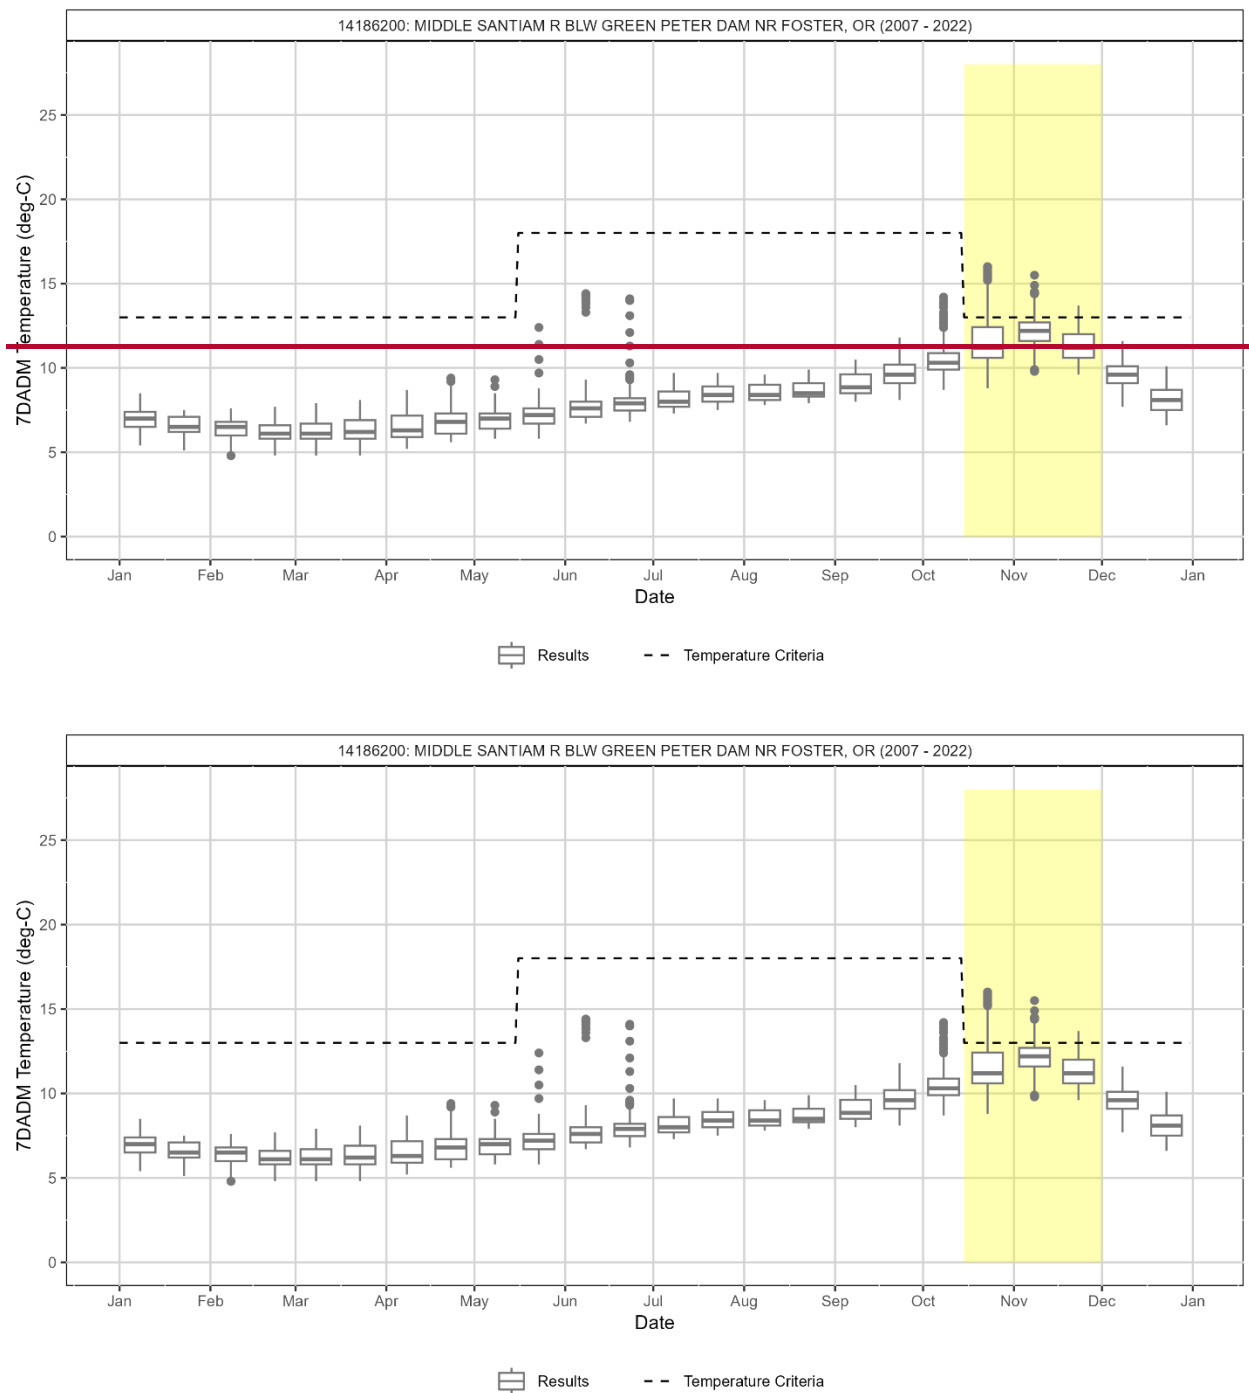 14186200: MIDDLE SANTIAM R BLW GREEN PETER DAM NR FOSTER, OR (2007 - 2022)
25
20
15
10
5
0
7DADM Temperature (deg-C)
Jan Feb Mar Apr May Jun Jul Aug Sep Oct Nov Dec Jan
Date
Results Temperature Criteria
14186200: MIDDLE SANTIAM R BLW GREEN PETER DAM NR FOSTER, OR (2007 - 2022)
25
20
15
10
5
0
7DADM Temperature (deg-C)
Jan Feb Mar Apr May Jun Jul Aug Sep Oct Nov Dec Jan
Date
Results Temperature Criteria